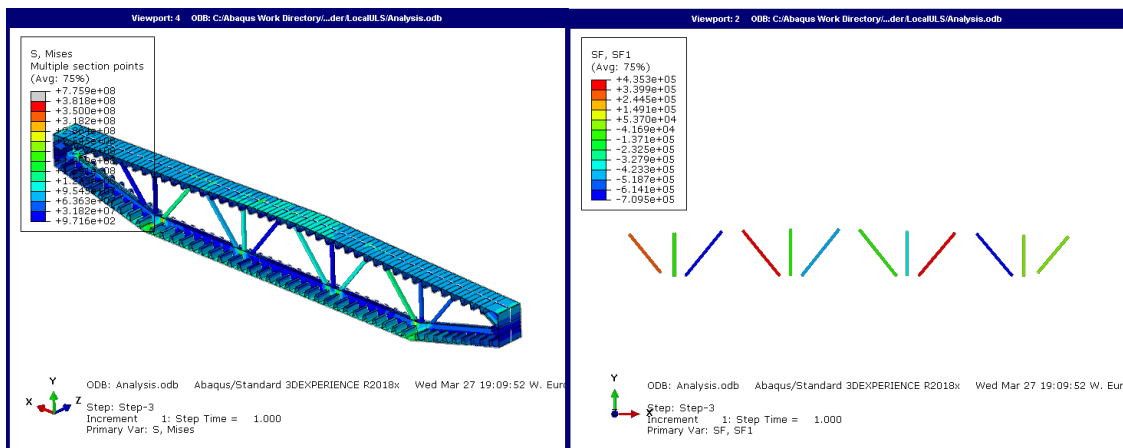 Viewport: 4 ODB: C:/Abaqus Work Directory/...der/LocalULS/Analysis.odb
S, Mises
Multiple section points
(Avg: 75%)
+7.759e+08
+3.818e+08
+3.500e+08
+3.182e+08
+9.545e+07
+6.363e+07
+3.182e+07
+9.716e+02
Y
X
Z
ODB: Analysis.odb Abaqus/Standard 3DEXPERIENCE R2018x Wed Mar 27 19:09:52 W. Eur
Step: Step-3
Increment 1: Step Time = 1.000
Primary Var: S, Mises
Viewport: 2 ODB: C:/Abaqus Work Directory/...der/LocalULS/Analysis.odb
SF, SF1
(Avg: 75%)
+4.353e+05
+3.399e+05
+2.445e+05
+1.491e+05
+5.370e+04
-4.169e+04
-1.371e+05
-2.325e+05
-3.279e+05
-4.233e+05
-5.187e+05
-6.141e+05
-7.095e+05
Y
X
Z
ODB: Analysis.odb Abaqus/Standard 3DEXPERIENCE R2018x Wed Mar 27 19:09:52 W. Eur
Step: Step-3
Increment 1: Step Time = 1.000
Primary Var: SF, SF1